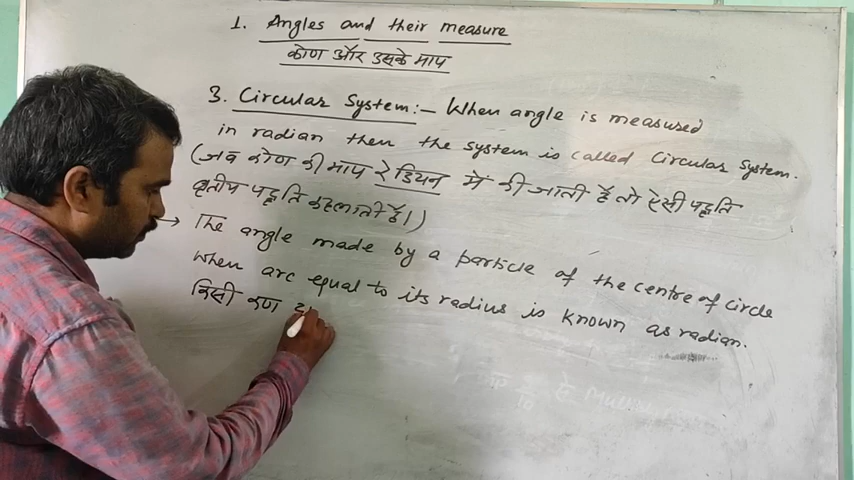 1. Angles and their measure
कोण और उसके माप
3. Circular System:- When angle is measured
in radian then the system is called Circular System.
(जब कोण की माप रेडियन में की जाती है तो ऐसी पद्धति
वृतीय पद्धति कहलाती है।)
→ The angle made by a particle of the centre of circle
when arc equal to its radius is known as radian.
किसी कण